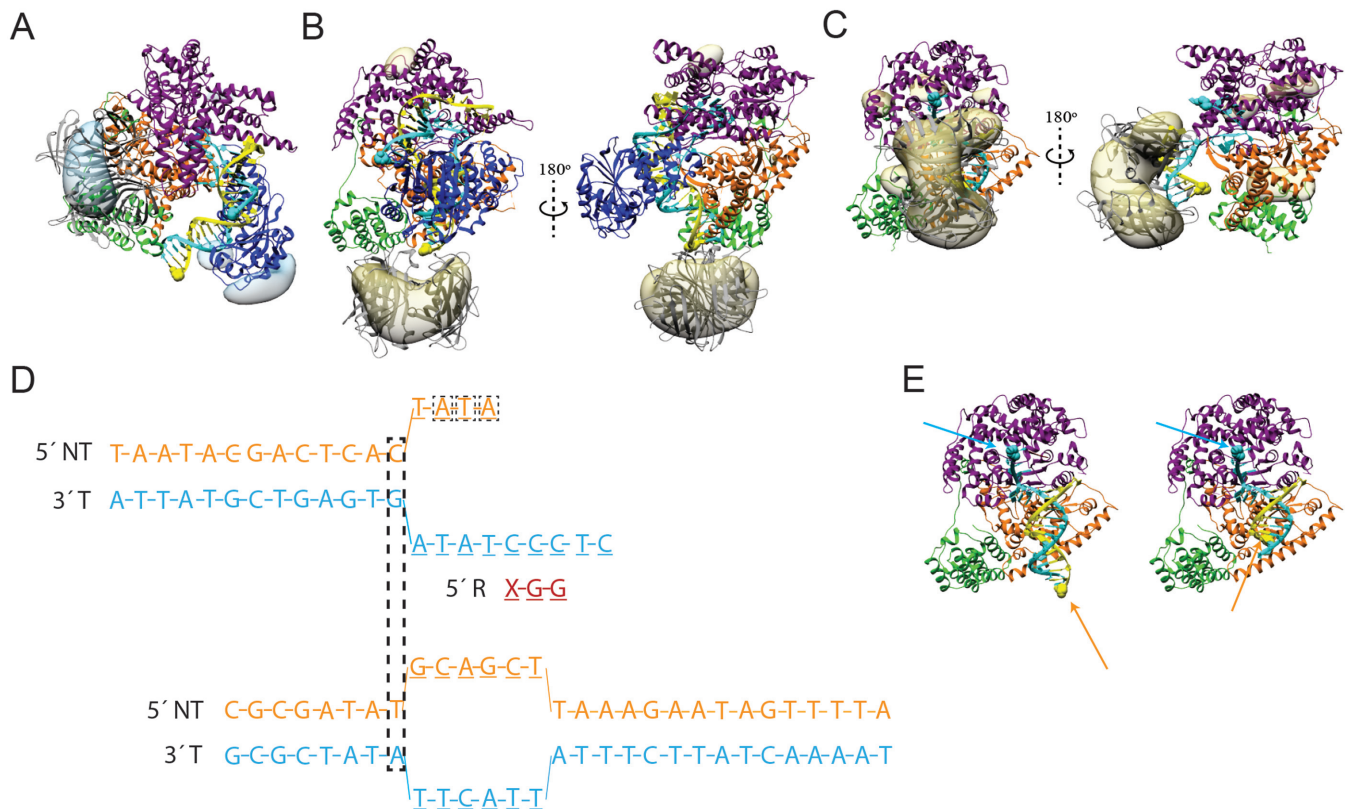 A
B
C
180°
180°
D
E
T-A-T-A
5´ NT T-A-A-T-A-C-G-A-C-T-C-A-C
3´ T A-T-T-A-T-G-C-T-G-A-G-T-G
A-T-A-T-C-C-C-T-C
5´ R X-G-G
G-C-A-G-C-T
5´ NT C-G-C-G-A-T-A-T T-A-A-A-G-A-A-T-A-G-T-T-T-T-A
3´ T G-C-G-C-T-A-T-A A-T-T-T-C-T-T-A-T-C-A-A-A-A-T
T-T-C-A-T-T